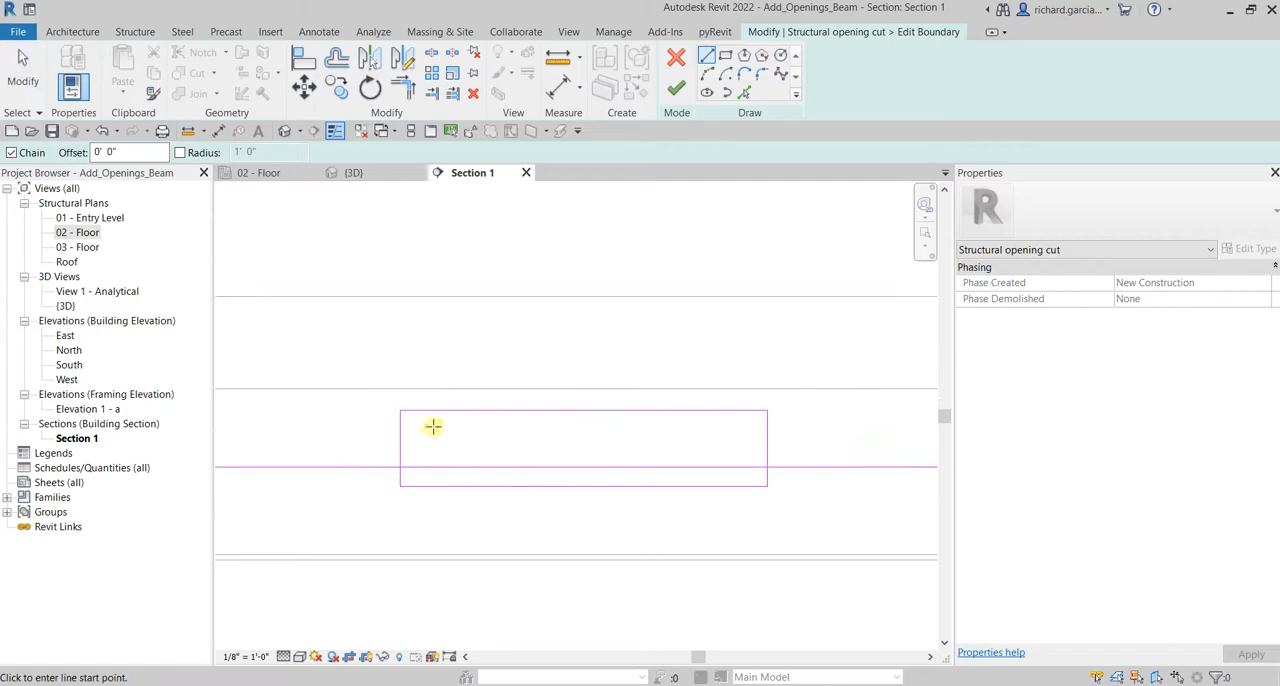 Autodesk Revit 2022 - Add_Openings_Beam - Section: Section 1
richard.garcia...
File Architecture Structure Steel Precast Insert Annotate Analyze Massing & Site Collaborate View Manage Add-Ins pyRevit Modify | Structural opening cut > Edit Boundary
Modify
Paste
Notch
Cut
Join
Select Properties Clipboard Geometry Modify View Measure Create Mode Draw
Chain Offset: 0' 0" Radius: 1' 0"
Project Browser - Add_Openings_Beam
02 - Floor {3D} Section 1
Properties
Views (all)
Structural Plans
01 - Entry Level
02 - Floor
03 - Floor
Roof
3D Views
View 1 - Analytical
{3D}
Elevations (Building Elevation)
East
North
South
West
Elevations (Framing Elevation)
Elevation 1 - a
Sections (Building Section)
Section 1
Legends
Schedules/Quantities (all)
Sheets (all)
Families
Groups
Revit Links
Structural opening cut Edit Type
Phasing
Phase Created New Construction
Phase Demolished None
1/8" = 1'-0"
Properties help Apply
Click to enter line start point.
:0 Main Model :0